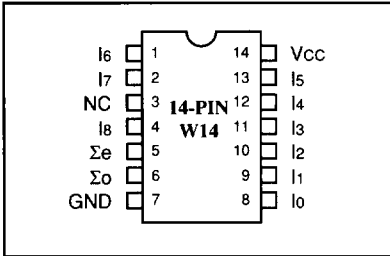 I6 1 14 VCC
I7 2 13 I5
NC 3 14-PIN 12 I4
I8 4 W14 11 I3
Σe 5 10 I2
Σo 6 9 I1
GND 7 8 I0